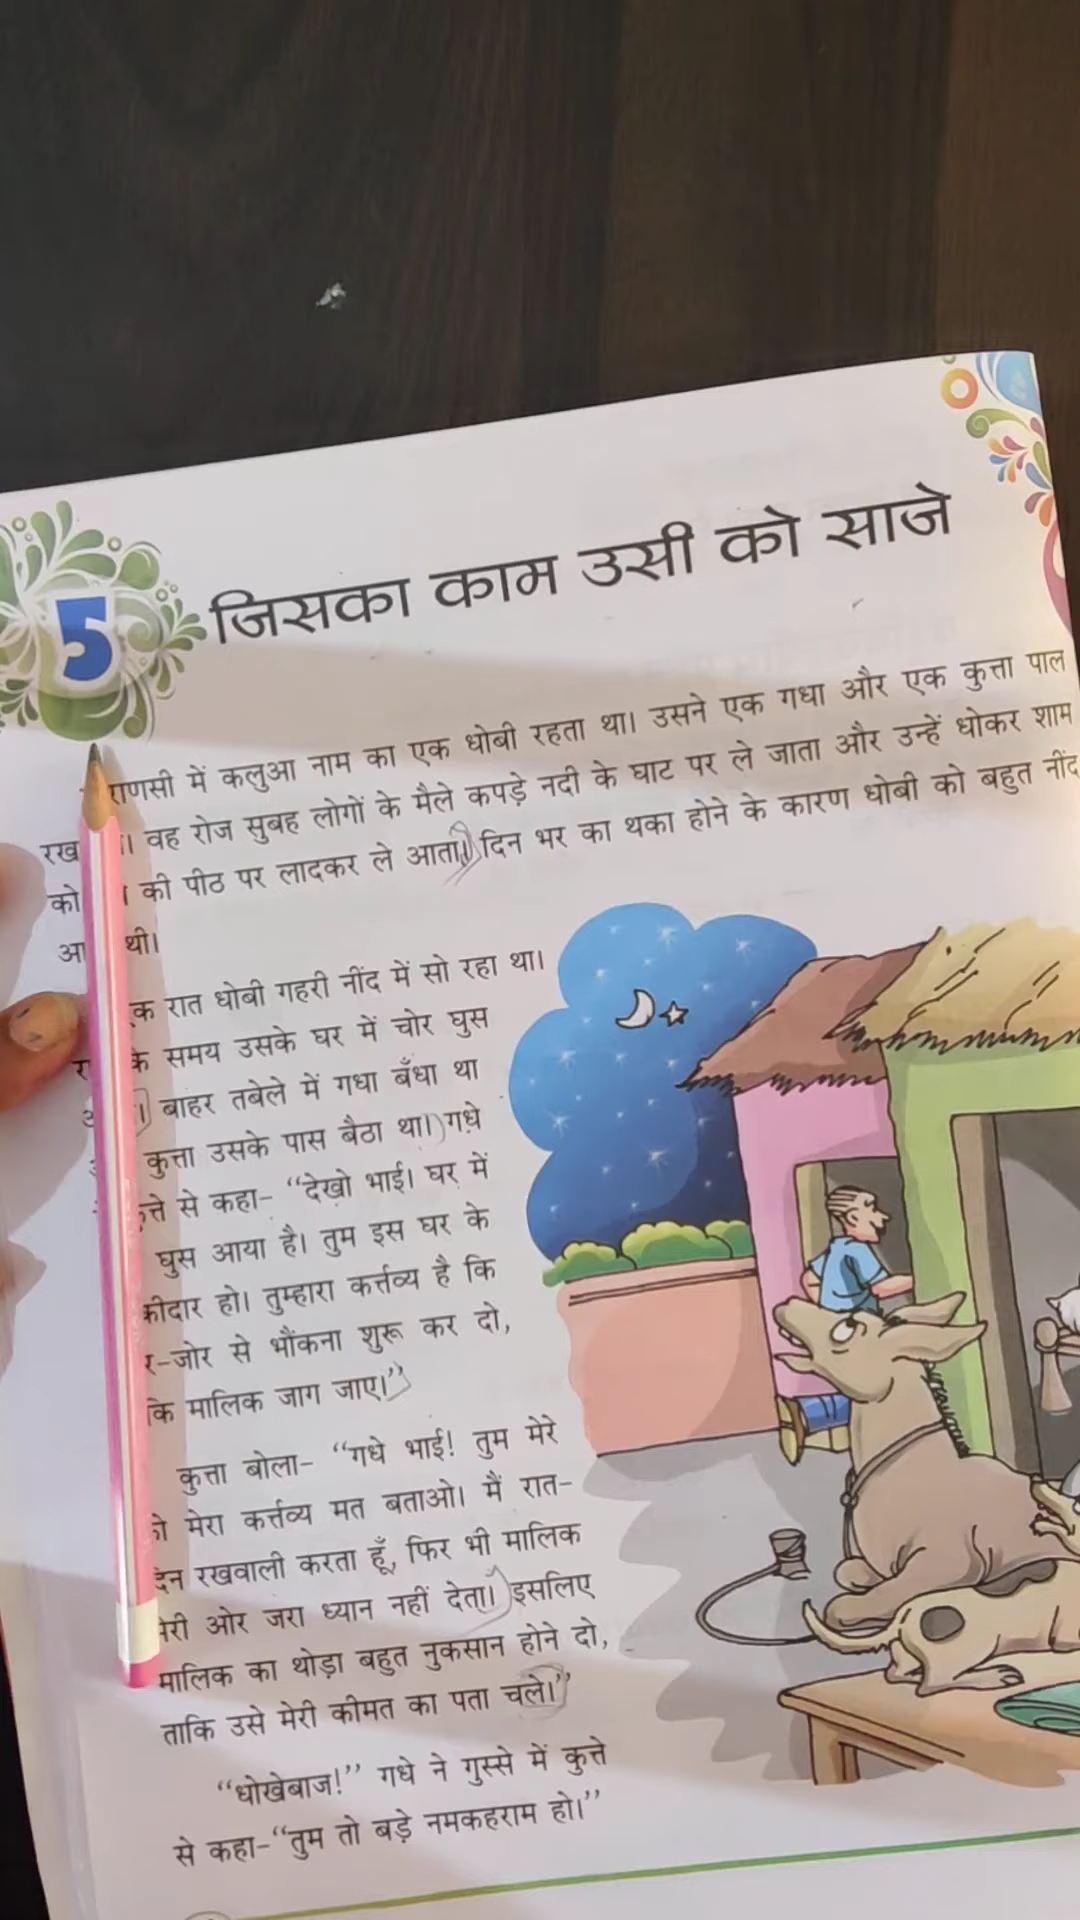 5
जिसका काम उसी को साजे
में कलुआ नाम का एक धोबी रहता था। उसने एक गधा और एक कुत्ता पाल
वह रोज सुबह लोगों के मैले कपड़े नदी के घाट पर ले जाता और उन्हें धोकर शाम
को की पीठ पर लादकर ले आता। दिन भर का थका होने के कारण धोबी को बहुत नींद
थी।
रात धोबी गहरी नींद में सो रहा था।
समय उसके घर में चोर घुस
बाहर तबेले में गधा बँधा था
कुत्ता उसके पास बैठा था। गधे
से कहा- “देखो भाई। घर में
घुस आया है। तुम इस घर के
हो। तुम्हारा कर्त्तव्य है कि
-जोर से भौंकना शुरू कर दो,
कि मालिक जाग जाए।”
कुत्ता बोला- “गधे भाई! तुम मेरे
मेरा कर्त्तव्य मत बताओ। मैं रात-
रखवाली करता हूँ, फिर भी मालिक
ओर जरा ध्यान नहीं देता। इसलिए
मालिक का थोड़ा बहुत नुकसान होने दो,
ताकि उसे मेरी कीमत का पता चले।”
“धोखेबाज!” गधे ने गुस्से में कुत्ते
से कहा-“तुम तो बड़े नमकहराम हो।”